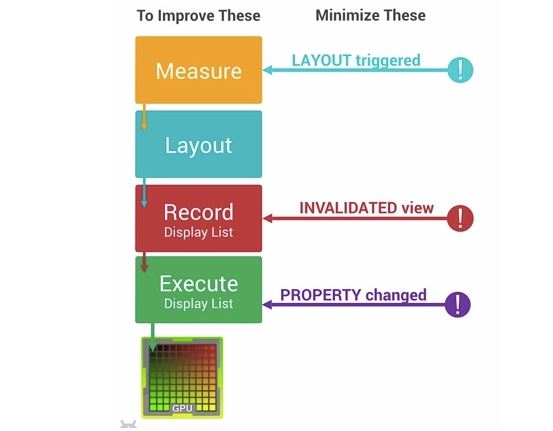 To Improve These
Minimize These
Measure
LAYOUT triggered
!
Layout
Record
Display List
INVALIDATED view
!
Execute
Display List
PROPERTY changed
!
GPU